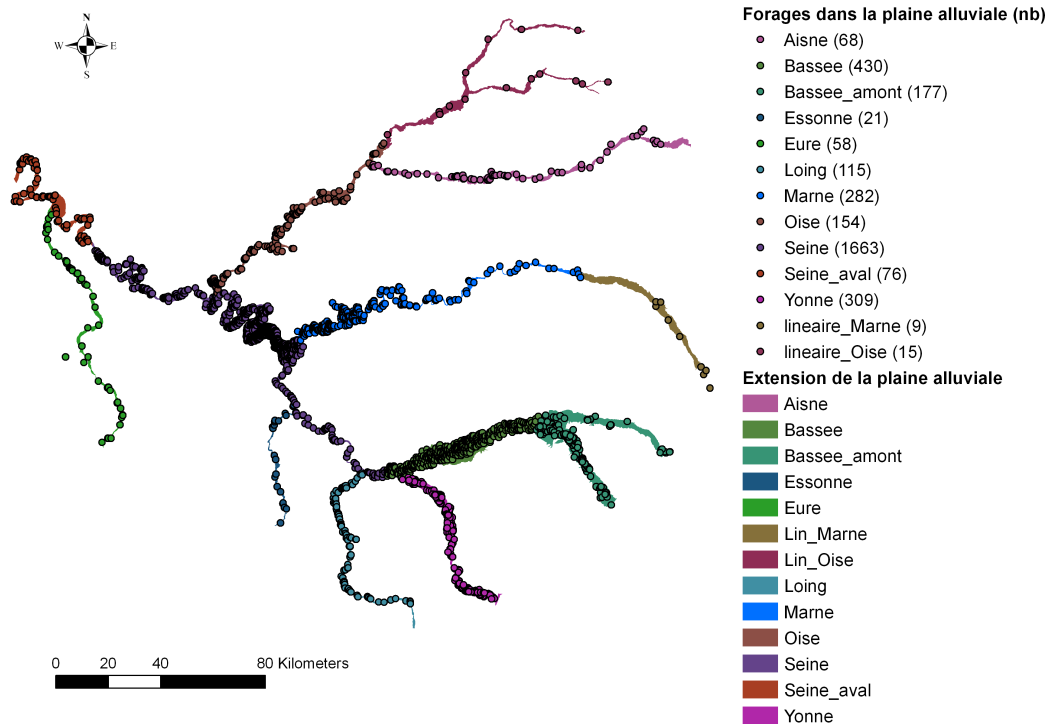 N
W E
S
Forages dans la plaine alluviale (nb)
Aisne (68)
Bassee (430)
Bassee_amont (177)
Essonne (21)
Eure (58)
Loing (115)
Marne (282)
Oise (154)
Seine (1663)
Seine_aval (76)
Yonne (309)
lineaire_Marne (9)
lineaire_Oise (15)
Extension de la plaine alluviale
Aisne
Bassee
Bassee_amont
Essonne
Eure
Lin_Marne
Lin_Oise
Loing
Marne
Oise
Seine
Seine_aval
Yonne
0 20 40 80 Kilometers